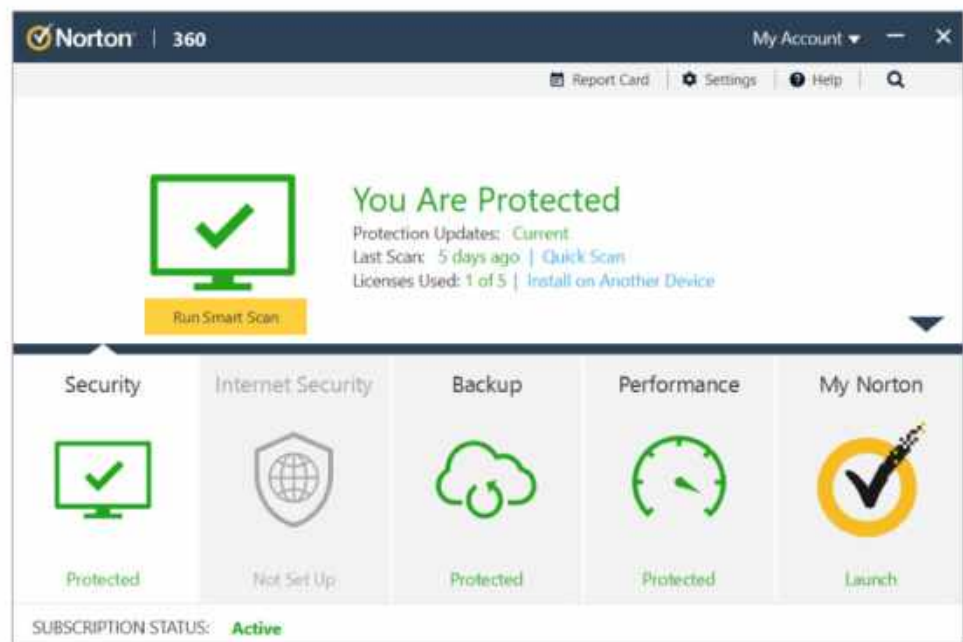 Norton | 360 My Account
Report Card | Settings | Help |
You Are Protected
Protection Updates: Current
Last Scan: 5 days ago | Quick Scan
Licenses Used: 1 of 5 | Install on Another Device
Run Smart Scan
Security Internet Security Backup Performance My Norton
Protected Not Set Up Protected Protected Launch
SUBSCRIPTION STATUS: Active